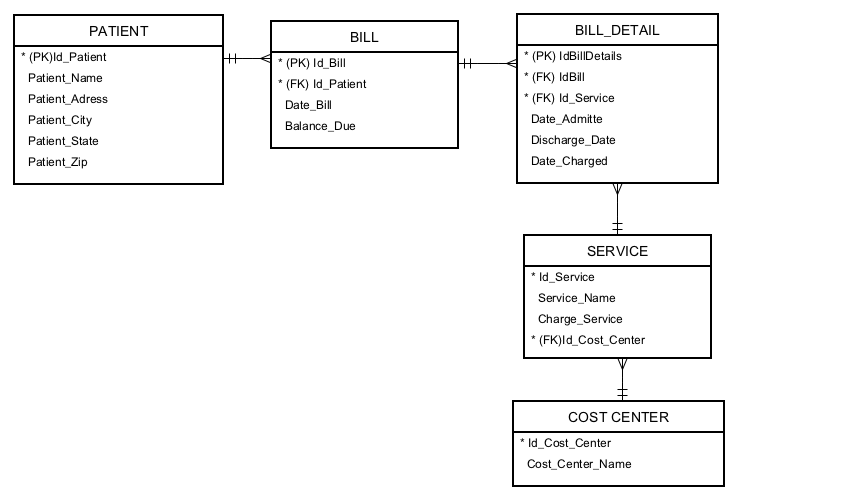 PATIENT
* (PK)Id_Patient
Patient_Name
Patient_Adress
Patient_City
Patient_State
Patient_Zip
BILL
* (PK) Id_Bill
* (FK) Id_Patient
Date_Bill
Balance_Due
BILL_DETAIL
* (PK) IdBillDetails
* (FK) IdBill
* (FK) Id_Service
Date_Admitte
Discharge_Date
Date_Charged
SERVICE
* Id_Service
Service_Name
Charge_Service
* (FK)Id_Cost_Center
COST CENTER
* Id_Cost_Center
Cost_Center_Name